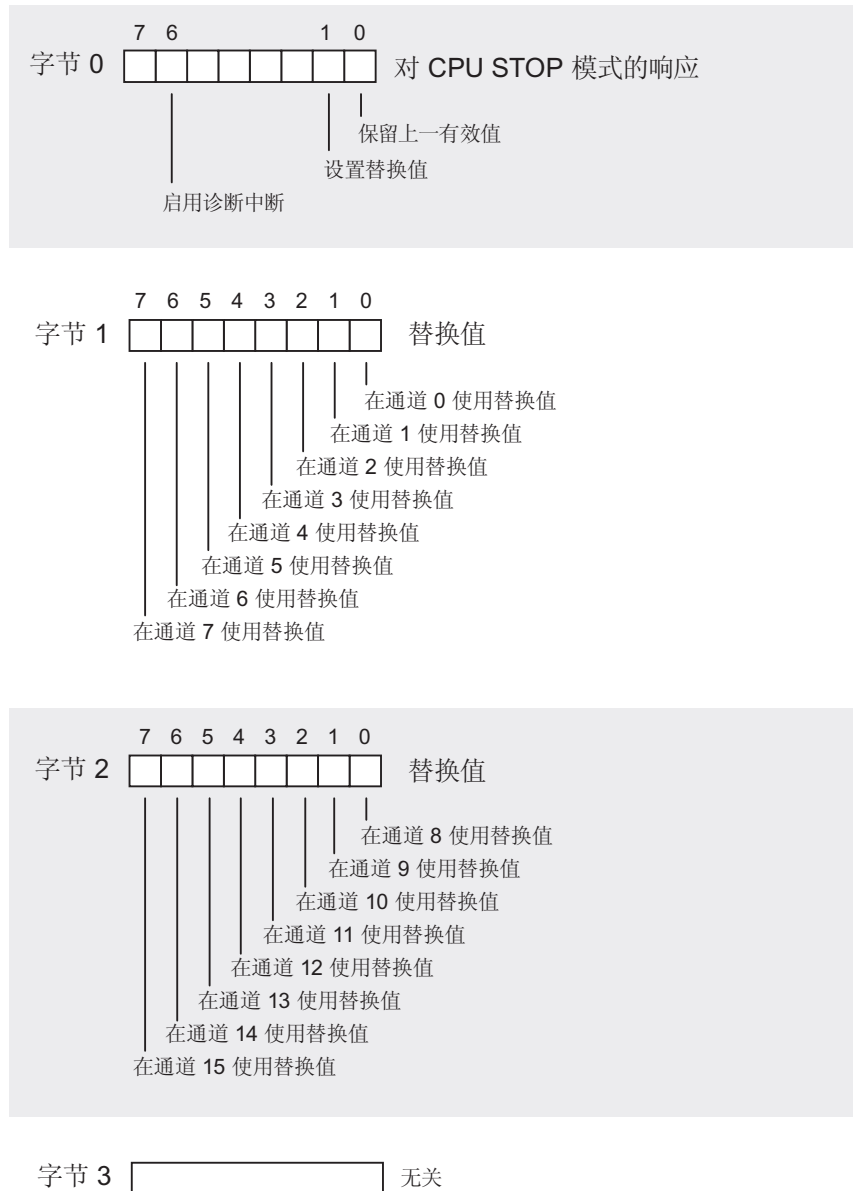 7 6 1 0
字节 0 对 CPU STOP 模式的响应
保留上一有效值
设置替换值
启用诊断中断
7 6 5 4 3 2 1 0
字节 1 替换值
在通道 0 使用替换值
在通道 1 使用替换值
在通道 2 使用替换值
在通道 3 使用替换值
在通道 4 使用替换值
在通道 5 使用替换值
在通道 6 使用替换值
在通道 7 使用替换值
7 6 5 4 3 2 1 0
字节 2 替换值
在通道 8 使用替换值
在通道 9 使用替换值
在通道 10 使用替换值
在通道 11 使用替换值
在通道 12 使用替换值
在通道 13 使用替换值
在通道 14 使用替换值
在通道 15 使用替换值
字节 3 无关